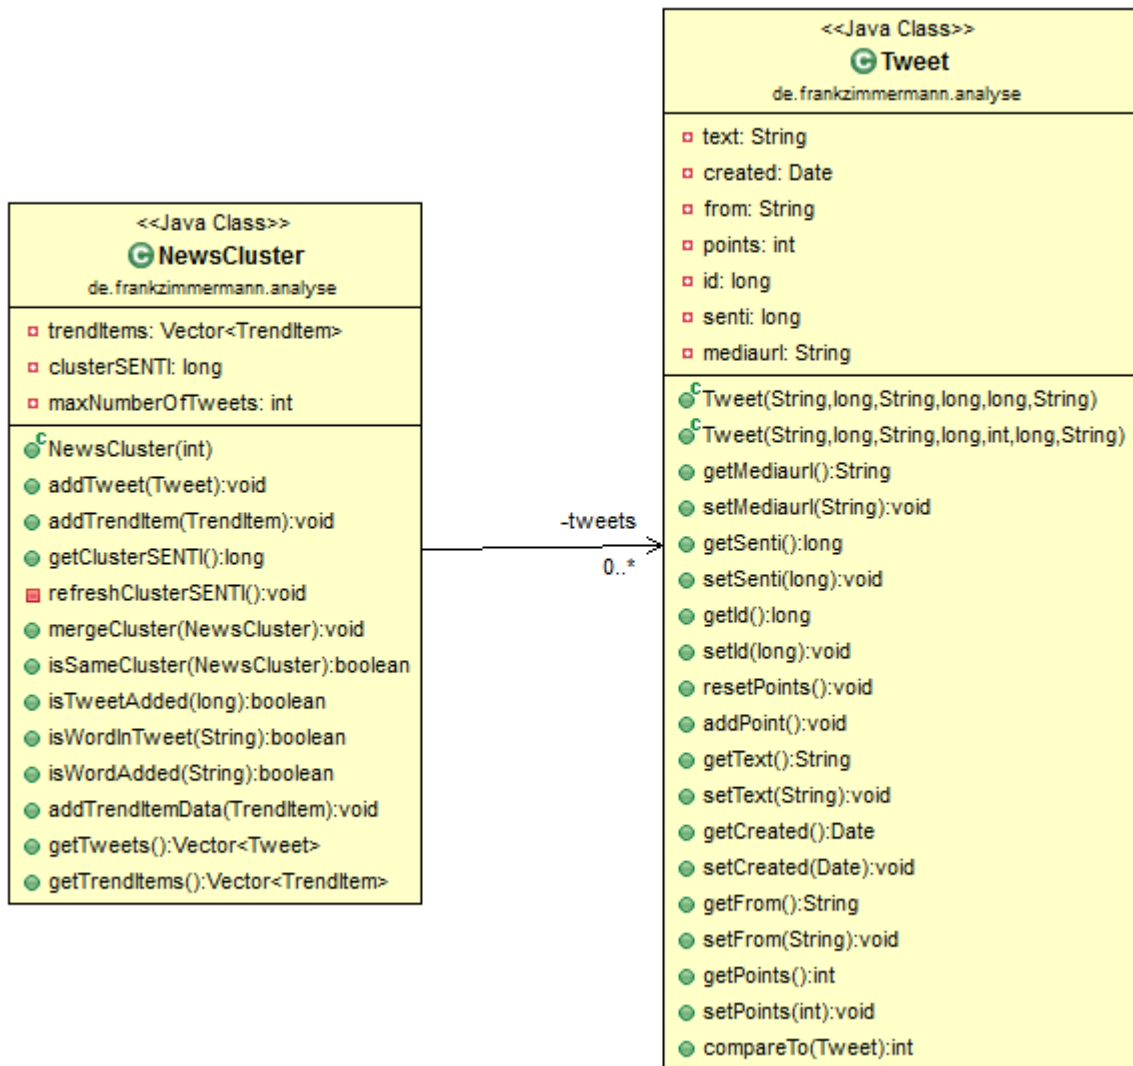 <<Java Class>>
NewsCluster
de.frankzimmermann.analyse
trendItems: Vector<TrendItem>
clusterSENTI: long
maxNumberOfTweets: int
NewsCluster(int)
addTweet(Tweet):void
addTrendItem(TrendItem):void
getClusterSENTI():long
refreshClusterSENTI():void
mergeCluster(NewsCluster):void
isSameCluster(NewsCluster):boolean
isTweetAdded(long):boolean
isWordInTweet(String):boolean
isWordAdded(String):boolean
addTrendItemData(TrendItem):void
getTweets():Vector<Tweet>
getTrendItems():Vector<TrendItem>
-tweets
0..*
<<Java Class>>
Tweet
de.frankzimmermann.analyse
text: String
created: Date
from: String
points: int
id: long
senti: long
mediaurl: String
Tweet(String,long,String,long,long,String)
Tweet(String,long,String,long,int,long,String)
getMediaurl():String
setMediaurl(String):void
getSenti():long
setSenti(long):void
getId():long
setId(long):void
resetPoints():void
addPoint():void
getText():String
setText(String):void
getCreated():Date
setCreated(Date):void
getFrom():String
setFrom(String):void
getPoints():int
setPoints(int):void
compareTo(Tweet):int